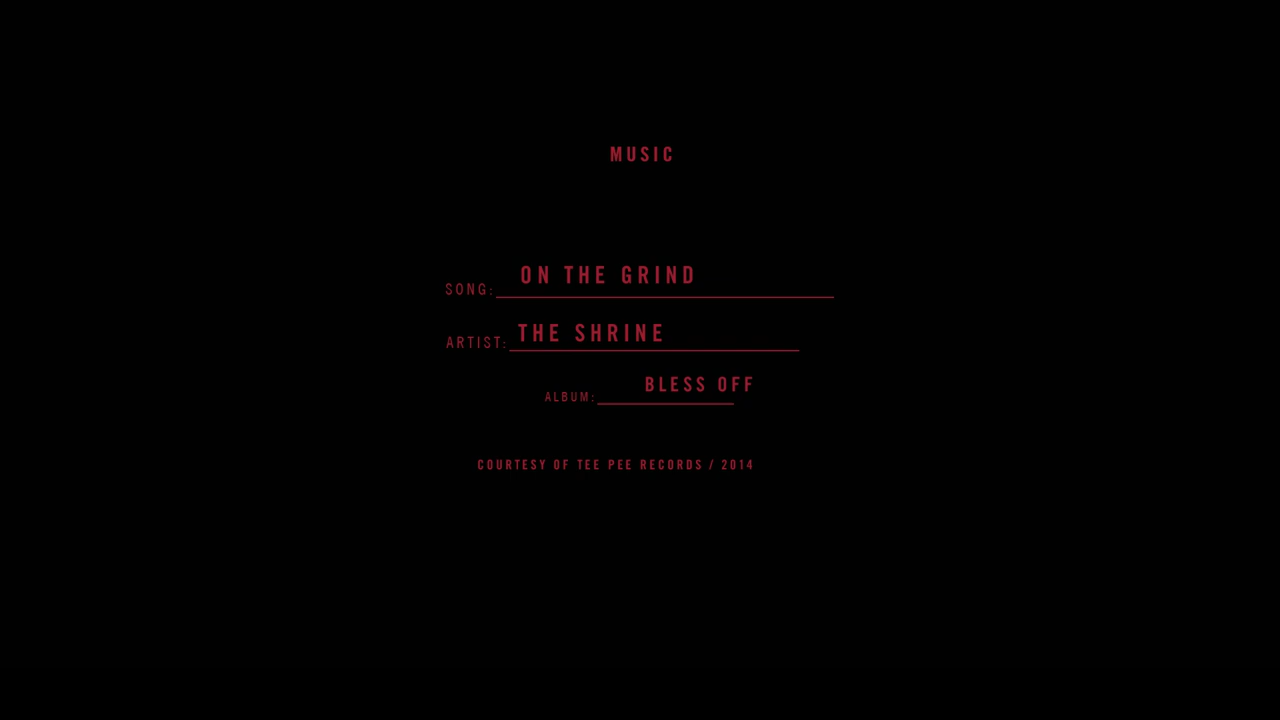 MUSIC
SONG: ON THE GRIND
ARTIST: THE SHRINE
ALBUM: BLESS OFF
COURTESY OF TEE PEE RECORDS / 2014